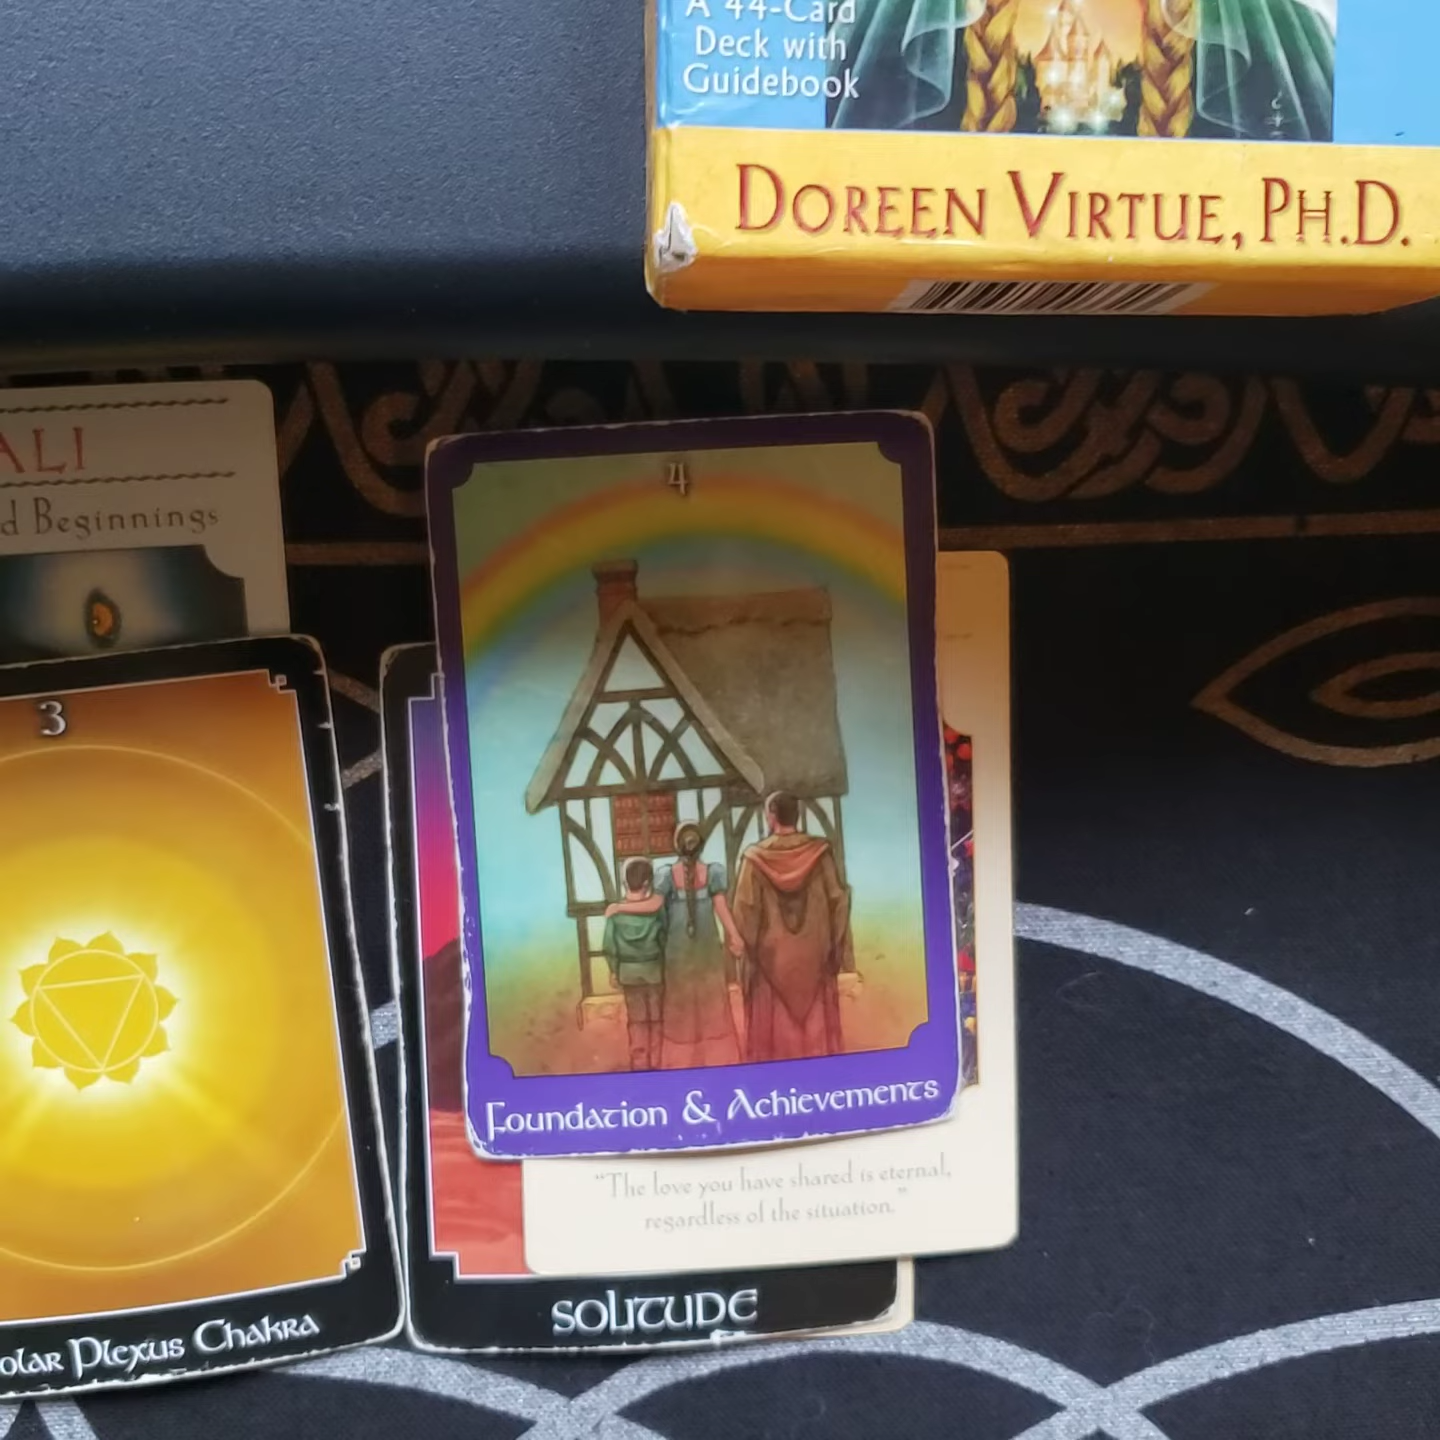 A 44-Card
Deck with
Guidebook
DOREEN VIRTUE, PH.D.
ALI
d Beginnings
3
olar Plexus Chakra
4
Foundation & Achievements
"The love you have shared is eternal,
regardless of the situation."
SOLITUDE